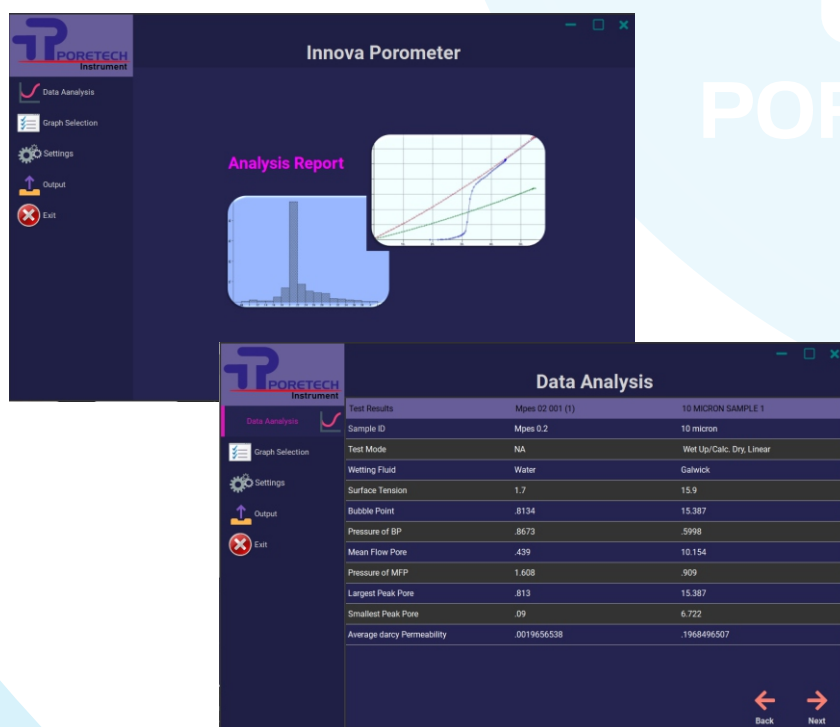 PORETECH
Instrument
Innova Porometer
Data Aanalysis
Graph Selection
Settings
Output
Exit
Analysis Report
POR
PORETECH
Instrument
Data Analysis
Data Aanalysis
Graph Selection
Settings
Output
Exit
Test Results Mpes 02 001 (1) 10 MICRON SAMPLE 1
Sample ID Mpes 0.2 10 micron
Test Mode NA Wet Up/Calc. Dry, Linear
Wetting Fluid Water Galwick
Surface Tension 1.7 15.9
Bubble Point .8134 15.387
Pressure of BP .8673 .5998
Mean Flow Pore .439 10.154
Pressure of MFP 1.608 .909
Largest Peak Pore .813 15.387
Smallest Peak Pore .09 6.722
Average darcy Permeability .0019656538 .1968496507
Back Next